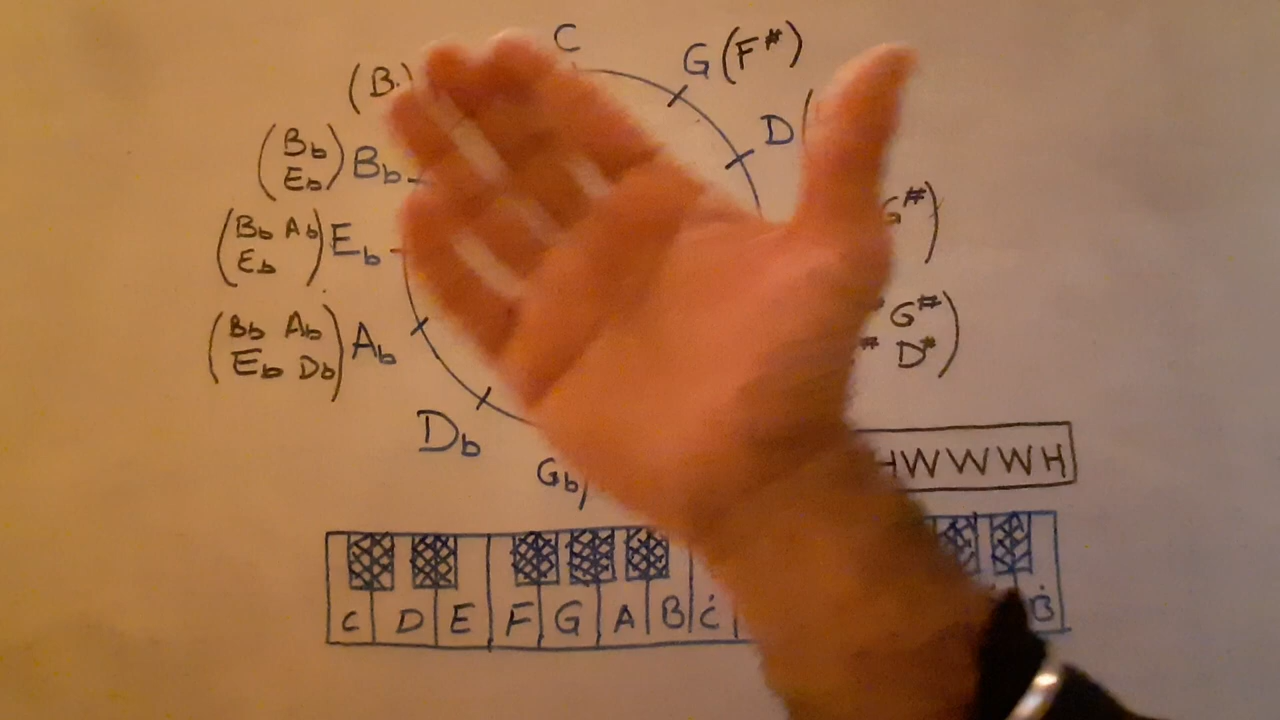 C
G (F#)
(B
D (
(Bb
Eb) Bb
G#)
(Bb Ab
Eb) Eb
G#
# D#)
(Bb Ab
Eb Db) Ab
Db
HWWWH
Gb/
C D E F G A B Ċ Ḃ